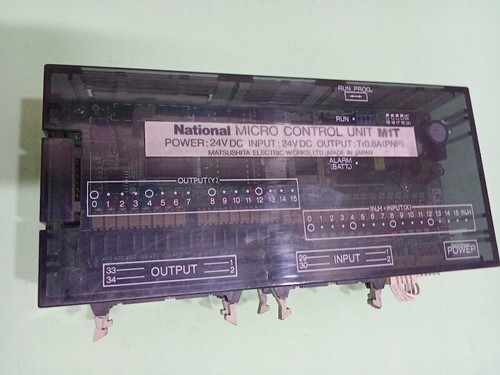 RUN PROG.
RUN
National MICRO CONTROL UNIT M1T
POWER:24V DC INPUT:24V DC OUTPUT:Tr0.8A(PNP)
MATSUSHITA ELECTRIC WORKS, LTD. MADE IN JAPAN
ALARM
(BATT.)
OUTPUT(Y)
0 1 2 3 4 5 6 7 8 9 10 11 12 13 14 15
INPUT(X)
0 1 2 3 4 5 6 7 8 9 10 11 12 13 14 15
POWER
33 OUTPUT 1
34 2
29 INPUT 1
30 2